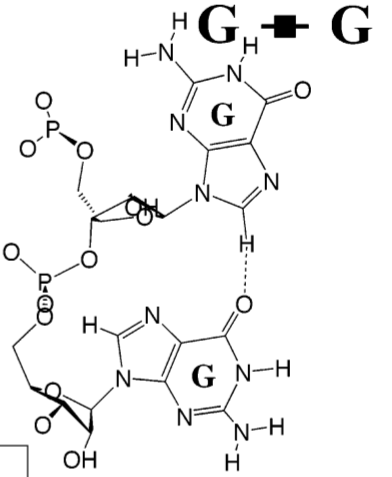 H G G
H N H
N N O
O N G
P
O O N N
OH
O H
O O
P O
O H N O
O
O N G N H
O N N H
OH H